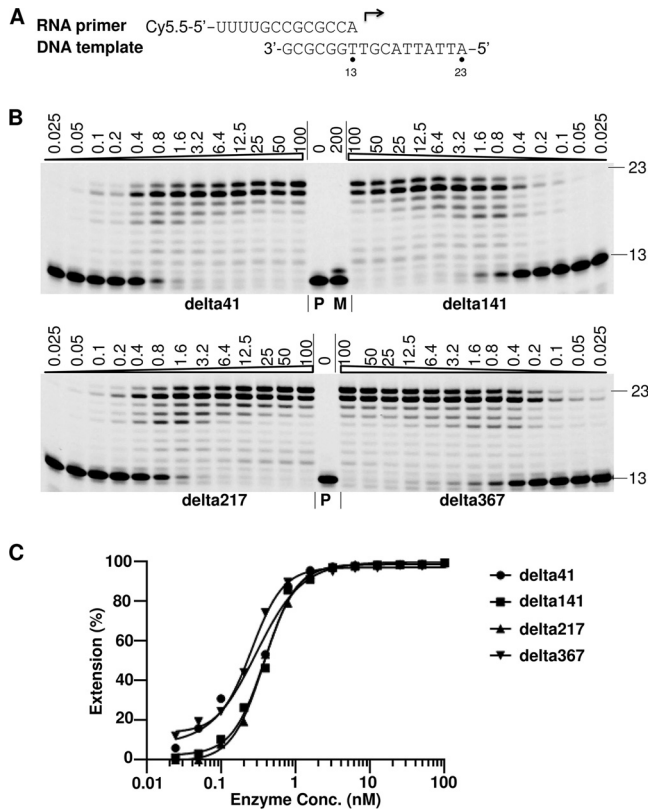 A
RNA primer Cy5.5-5’-UUUUGCCGCGCCA
DNA template 3’-GCGCGGTTGCATTATTA-5’
13 23
B
0.025 0.05 0.1 0.2 0.4 0.8 1.6 3.2 6.4 12.5 25 50 100 0 200 100 50 25 12.5 6.4 3.2 1.6 0.8 0.4 0.2 0.1 0.05 0.025
23
13
delta41 P M delta141
0.025 0.05 0.1 0.2 0.4 0.8 1.6 3.2 6.4 12.5 25 50 100 0 100 50 25 12.5 6.4 3.2 1.6 0.8 0.4 0.2 0.1 0.05 0.025
23
13
delta217 P delta367
C
Extension (%)
100
80
60
40
20
0
0.01 0.1 1 10 100
Enzyme Conc. (nM)
delta41
delta141
delta217
delta367